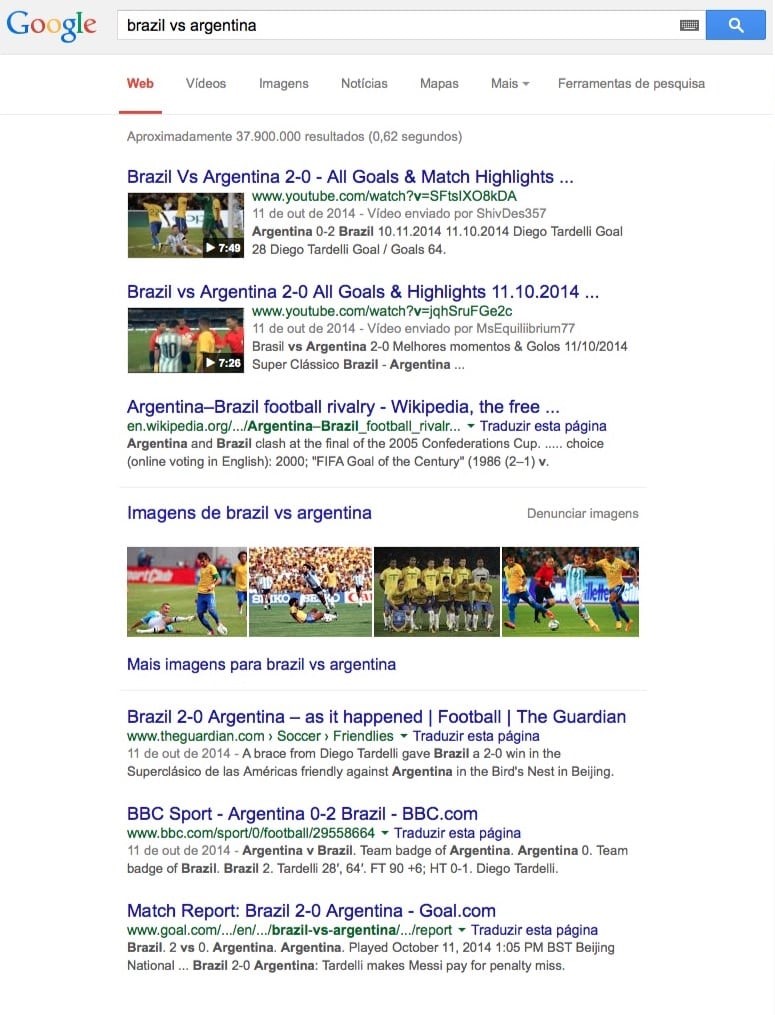 Google
brazil vs argentina
Web Vídeos Imagens Notícias Mapas Mais Ferramentas de pesquisa
Aproximadamente 37.900.000 resultados (0,62 segundos)
Brazil Vs Argentina 2-0 - All Goals & Match Highlights ...
www.youtube.com/watch?v=SFtsIXO8kDA
11 de out de 2014 - Vídeo enviado por ShivDes357
Argentina 0-2 Brazil 10.11.2014 11.10.2014 Diego Tardelli Goal
28 Diego Tardelli Goal / Goals 64.
7:49
Brazil vs Argentina 2-0 All Goals & Highlights 11.10.2014 ...
www.youtube.com/watch?v=jqhSruFGe2c
11 de out de 2014 - Vídeo enviado por MsEquiliibrium77
Brasil vs Argentina 2-0 Melhores momentos & Golos 11/10/2014
Super Clássico Brazil - Argentina ...
10
7:26
Argentina–Brazil football rivalry - Wikipedia, the free ...
en.wikipedia.org/.../Argentina–Brazil_football_rivalr... Traduzir esta página
Argentina and Brazil clash at the final of the 2005 Confederations Cup. ..... choice
(online voting in English): 2000; "FIFA Goal of the Century" (1986 (2–1) v.
Imagens de brazil vs argentina Denunciar imagens
SEIKO
Gillette
Mais imagens para brazil vs argentina
Brazil 2-0 Argentina – as it happened | Football | The Guardian
www.theguardian.com › Soccer › Friendlies Traduzir esta página
11 de out de 2014 - A brace from Diego Tardelli gave Brazil a 2-0 win in the
Superclásico de las Américas friendly against Argentina in the Bird's Nest in Beijing.
BBC Sport - Argentina 0-2 Brazil - BBC.com
www.bbc.com/sport/0/football/29558664 Traduzir esta página
11 de out de 2014 - Argentina v Brazil. Team badge of Argentina. Argentina 0. Team
badge of Brazil. Brazil 2. Tardelli 28′, 64′. FT 90 +6; HT 0-1. Diego Tardelli.
Match Report: Brazil 2-0 Argentina - Goal.com
www.goal.com/.../en/.../brazil-vs-argentina/.../report Traduzir esta página
Brazil. 2 vs 0. Argentina. Argentina. Played October 11, 2014 1:05 PM BST Beijing
National ... Brazil 2-0 Argentina: Tardelli makes Messi pay for penalty miss.